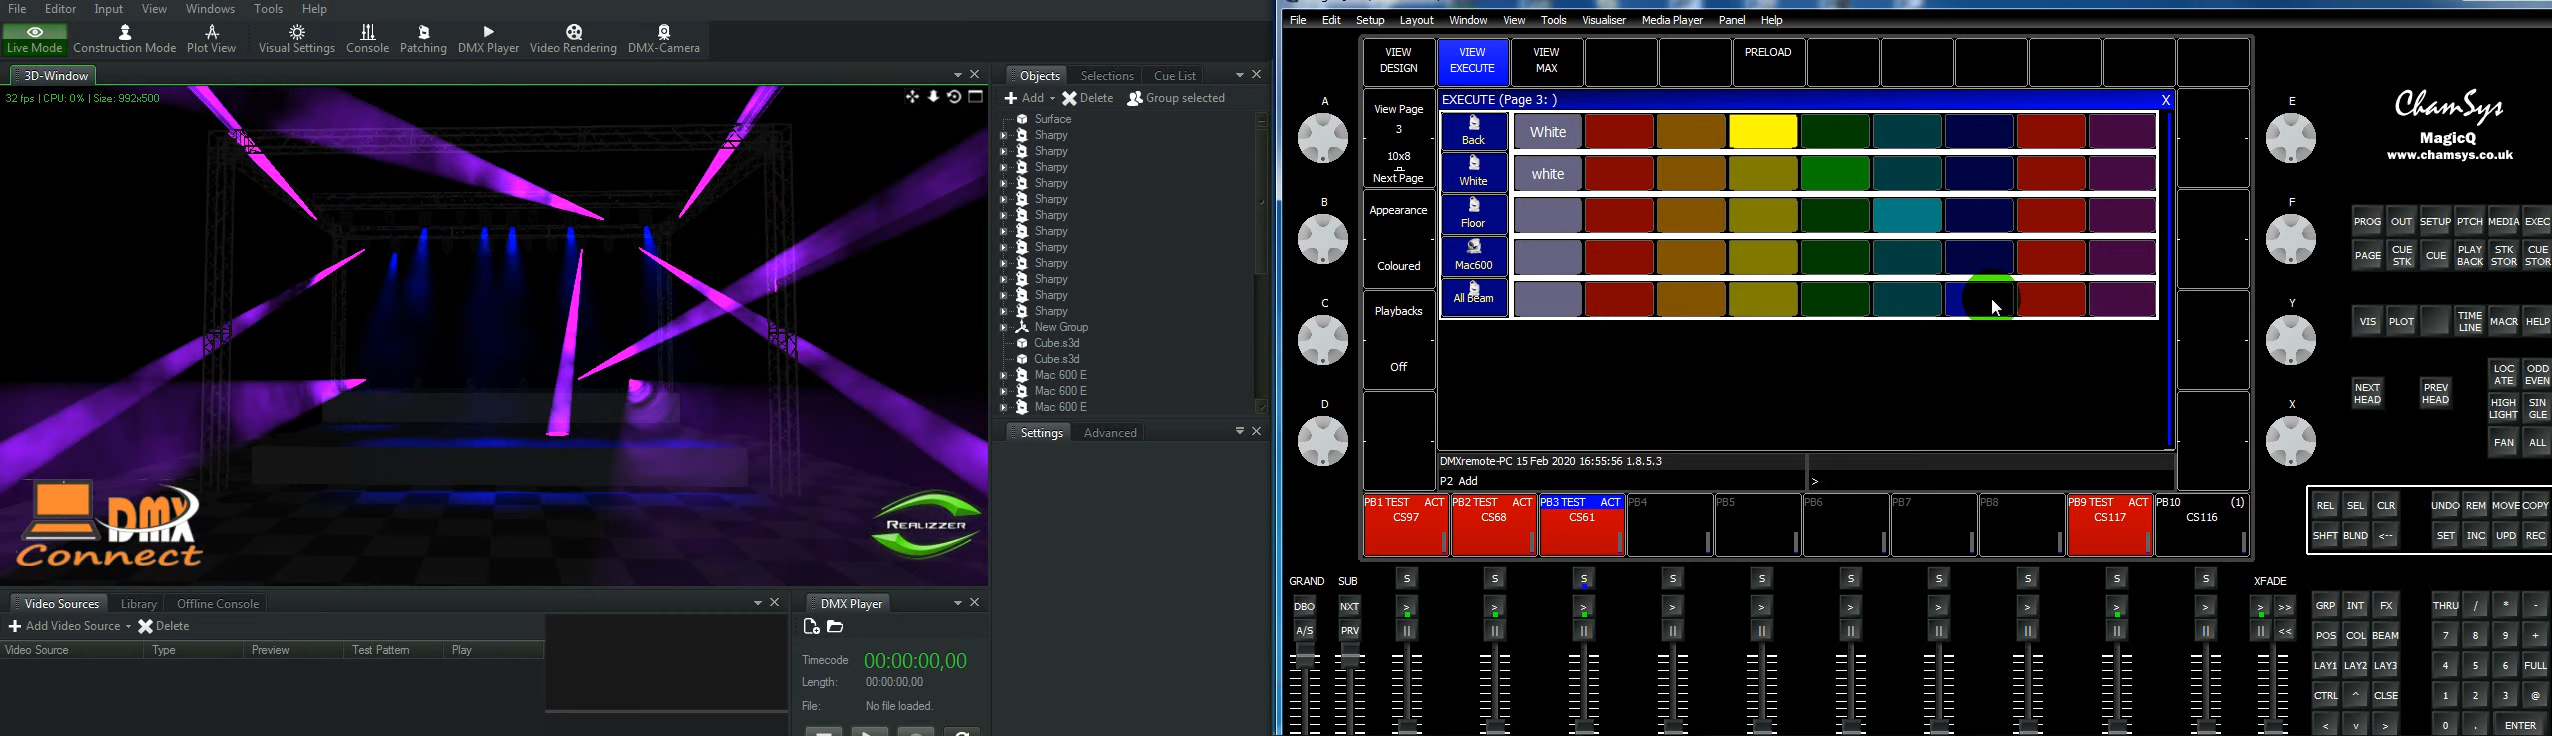 File Editor Input View Windows Tools Help
Live Mode Construction Mode Plot View Visual Settings Console Patching DMX Player Video Rendering DMX-Camera
3D-Window
32 fps | CPU: 0% | Size: 992x500
DMX
Connect
REALIZZER
Objects Selections Cue List
Add Delete Group selected
Surface
Sharpy
Sharpy
Sharpy
Sharpy
Sharpy
Sharpy
Sharpy
Sharpy
Sharpy
Sharpy
Sharpy
Sharpy
New Group
Cube.s3d
Cube.s3d
Mac 600 E
Mac 600 E
Mac 600 E
Settings Advanced
Video Sources Library Offline Console
Add Video Source Delete
Video Source Type Preview Test Pattern Play
DMX Player
Timecode 00:00:00,00
Length: 00:00:00,00
File: No file loaded.
File Edit Setup Layout Window View Tools Visualiser Media Player Panel Help
VIEW DESIGN
VIEW EXECUTE
VIEW MAX
PRELOAD
View Page
3
10x8
Next Page
Appearance
Coloured
Playbacks
Off
EXECUTE (Page 3: ) X
Back White
White white
Floor
Mac600
All Beam
DMXremote-PC 15 Feb 2020 16:55:56 1.8.5.3
P2 Add >
PB1 TEST ACT PB2 TEST ACT PB3 TEST ACT PB4 PB5 PB6 PB7 PB8 PB9 TEST ACT PB10 (1)
CS97 CS68 CS61 CS117 CS116
A
B
C
D
E
F
Y
X
ChamSys
MagicQ
www.chamsys.co.uk
PROG OUT SETUP PTCH MEDIA EXEC
PAGE CUE STK CUE PLAY BACK STK STOR CUE STOR
VIS PLOT TIME LINE MACR HELP
NEXT HEAD PREV HEAD
LOC ATE ODD EVEN
HIGH LIGHT SIN GLE
FAN ALL
REL SEL CLR UNDO REM MOVE COPY
SHFT BLND <-- SET INC UPD REC
GRAND SUB S S S S S S S S S S XFADE
DBO NXT > > > > > > > > > > > >>
A/S PRV || || || || || || || || || || || <<
GRP INT FX THRU / * -
POS COL BEAM 7 8 9 +
LAY1 LAY2 LAY3 4 5 6 FULL
CTRL ^ CLSE 1 2 3 @
< v > 0 . ENTER